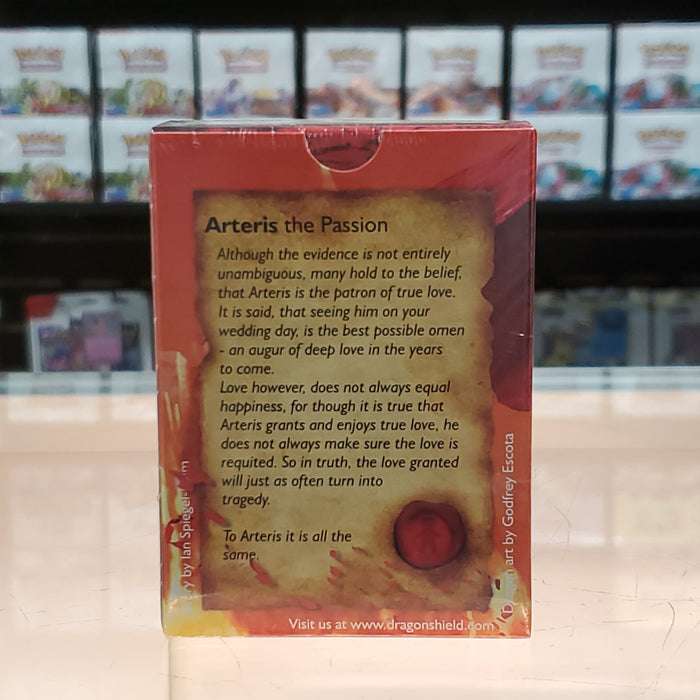 Arteris the Passion
Although the evidence is not entirely
unambiguous, many hold to the belief,
that Arteris is the patron of true love.
It is said, that seeing him on your
wedding day, is the best possible omen
- an augur of deep love in the years
to come.
Love however, does not always equal
happiness, for though it is true that
Arteris grants and enjoys true love, he
does not always make sure the love is
requited. So in truth, the love granted
will just as often turn into
tragedy.
To Arteris it is all the
same.
by Ian
art by Godfrey Escota
Visit us at www.dragonshield.com